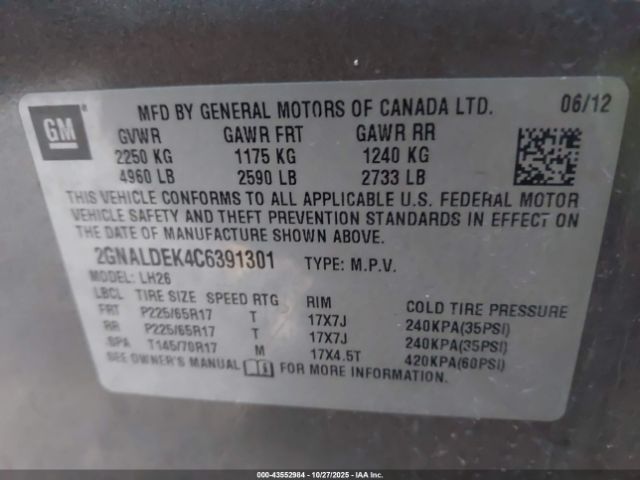 GM
MFD BY GENERAL MOTORS OF CANADA LTD. 06/12
GVWR GAWR FRT GAWR RR
2250 KG 1175 KG 1240 KG
4960 LB 2590 LB 2733 LB
THIS VEHICLE CONFORMS TO ALL APPLICABLE U.S. FEDERAL MOTOR
VEHICLE SAFETY AND THEFT PREVENTION STANDARDS IN EFFECT ON
THE DATE OF MANUFACTURE SHOWN ABOVE.
2GNALDEK4C6391301 TYPE: M.P.V.
MODEL: LH26
LBCL TIRE SIZE SPEED RTG RIM COLD TIRE PRESSURE
FRT P225/65R17 T 17X7J 240KPA(35PSI)
RR P225/65R17 T 17X7J 240KPA(35PSI)
SPA T145/70R17 M 17X4.5T 420KPA(60PSI)
SEE OWNER'S MANUAL FOR MORE INFORMATION.
000-43552984 - 10/27/2025 - IAAI, Inc.